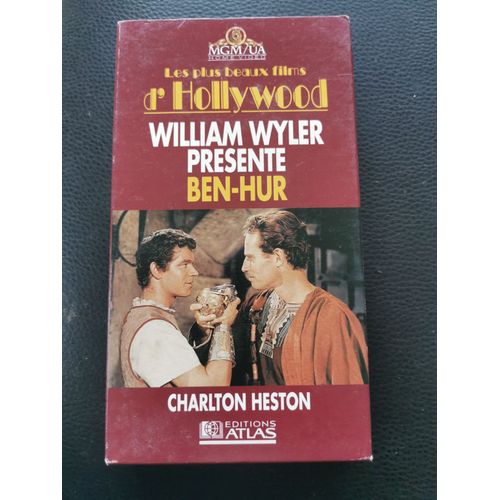 MGM/UA
HOME VIDEO
Les plus beaux films
d'Hollywood
WILLIAM WYLER
PRESENTE
BEN-HUR
CHARLTON HESTON
EDITIONS
ATLAS